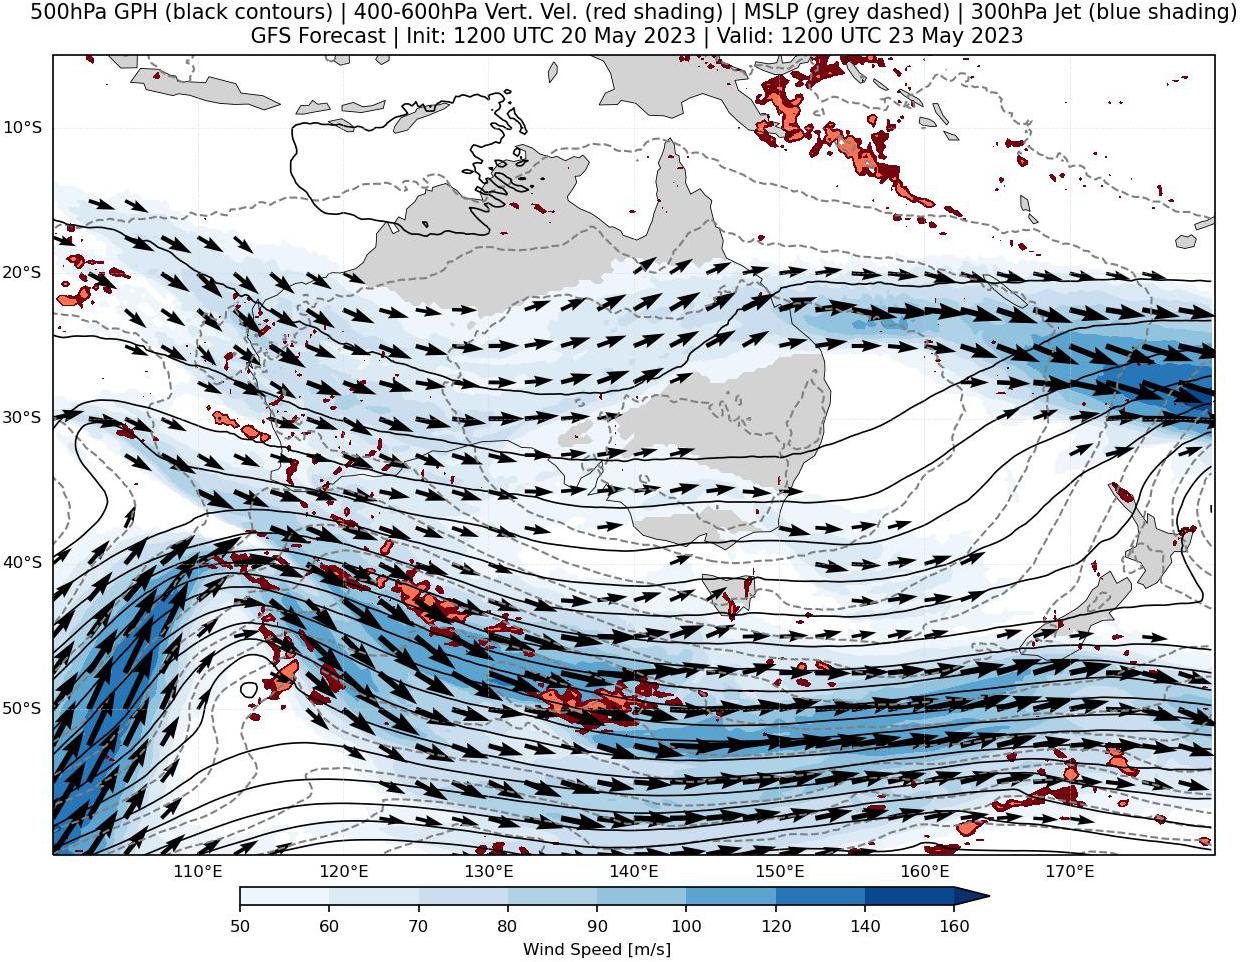 500hPa GPH (black contours) | 400-600hPa Vert. Vel. (red shading) | MSLP (grey dashed) | 300hPa Jet (blue shading)
GFS Forecast | Init: 1200 UTC 20 May 2023 | Valid: 1200 UTC 23 May 2023
10°S
20°S
30°S
40°S
50°S
110°E 120°E 130°E 140°E 150°E 160°E 170°E
50 60 70 80 90 100 120 140 160
Wind Speed [m/s]